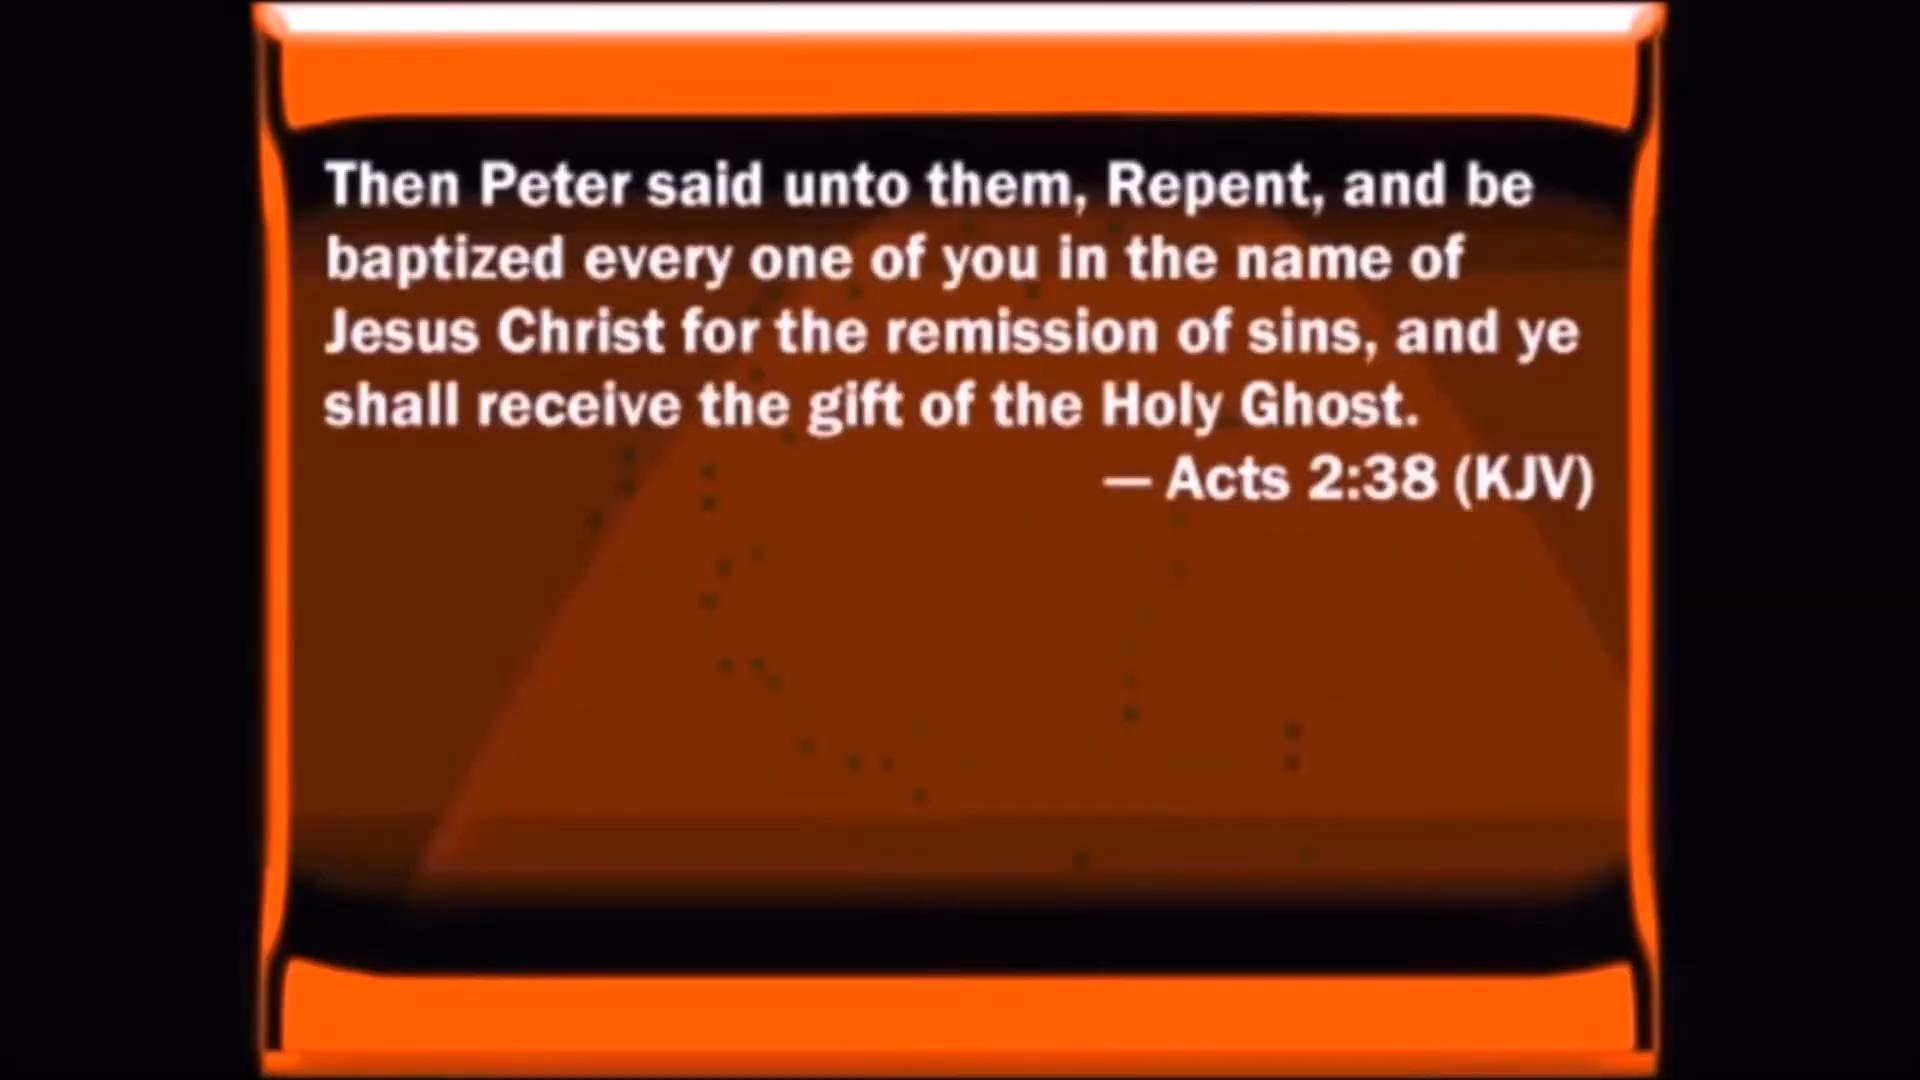 Then Peter said unto them, Repent, and be
baptized every one of you in the name of
Jesus Christ for the remission of sins, and ye
shall receive the gift of the Holy Ghost.
— Acts 2:38 (KJV)